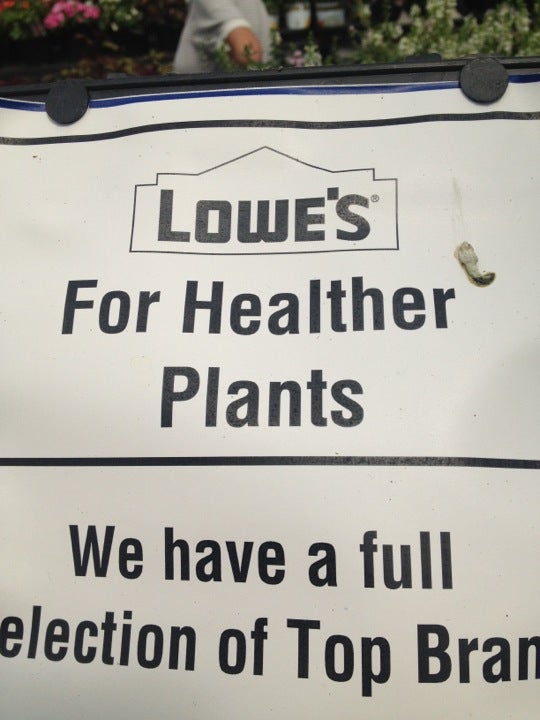 LOWE'S®
For Healther
Plants
We have a full
election of Top Bran